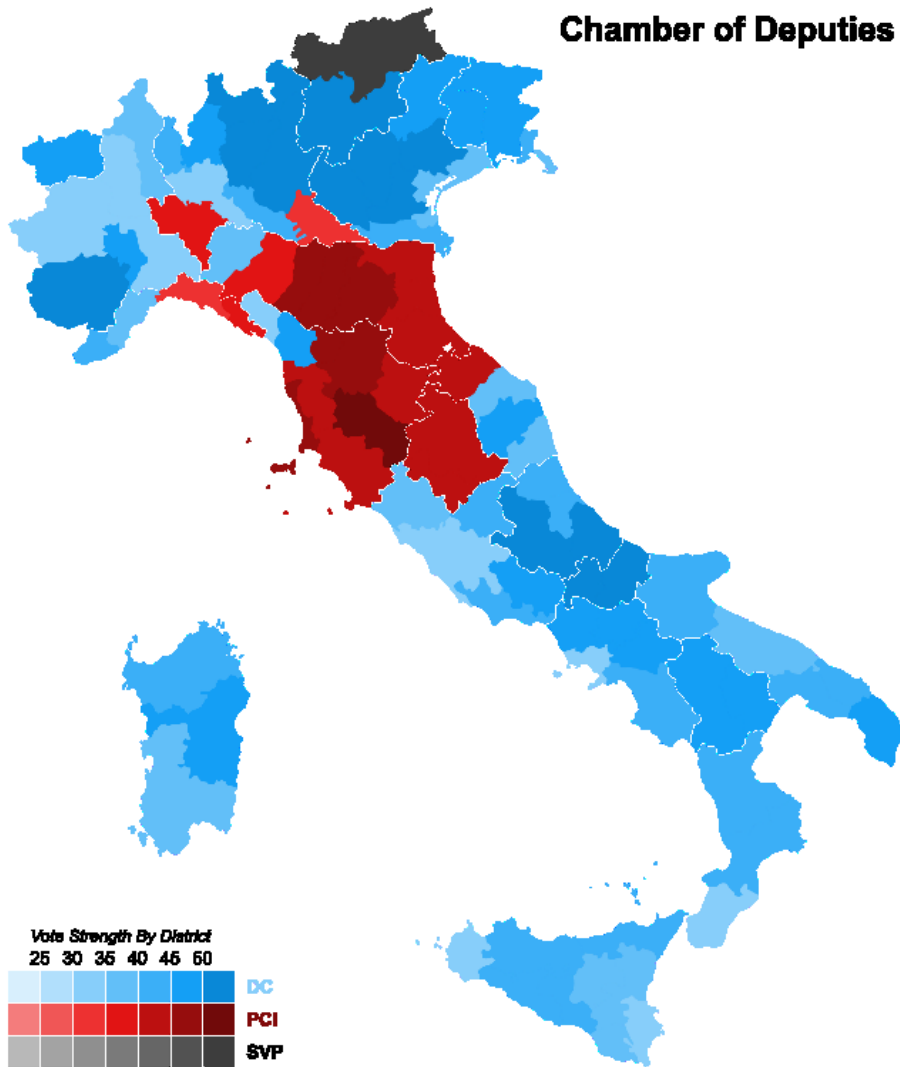 Chamber of Deputies
Vote Strength By District
25 30 35 40 45 50
DC
PCI
SVP